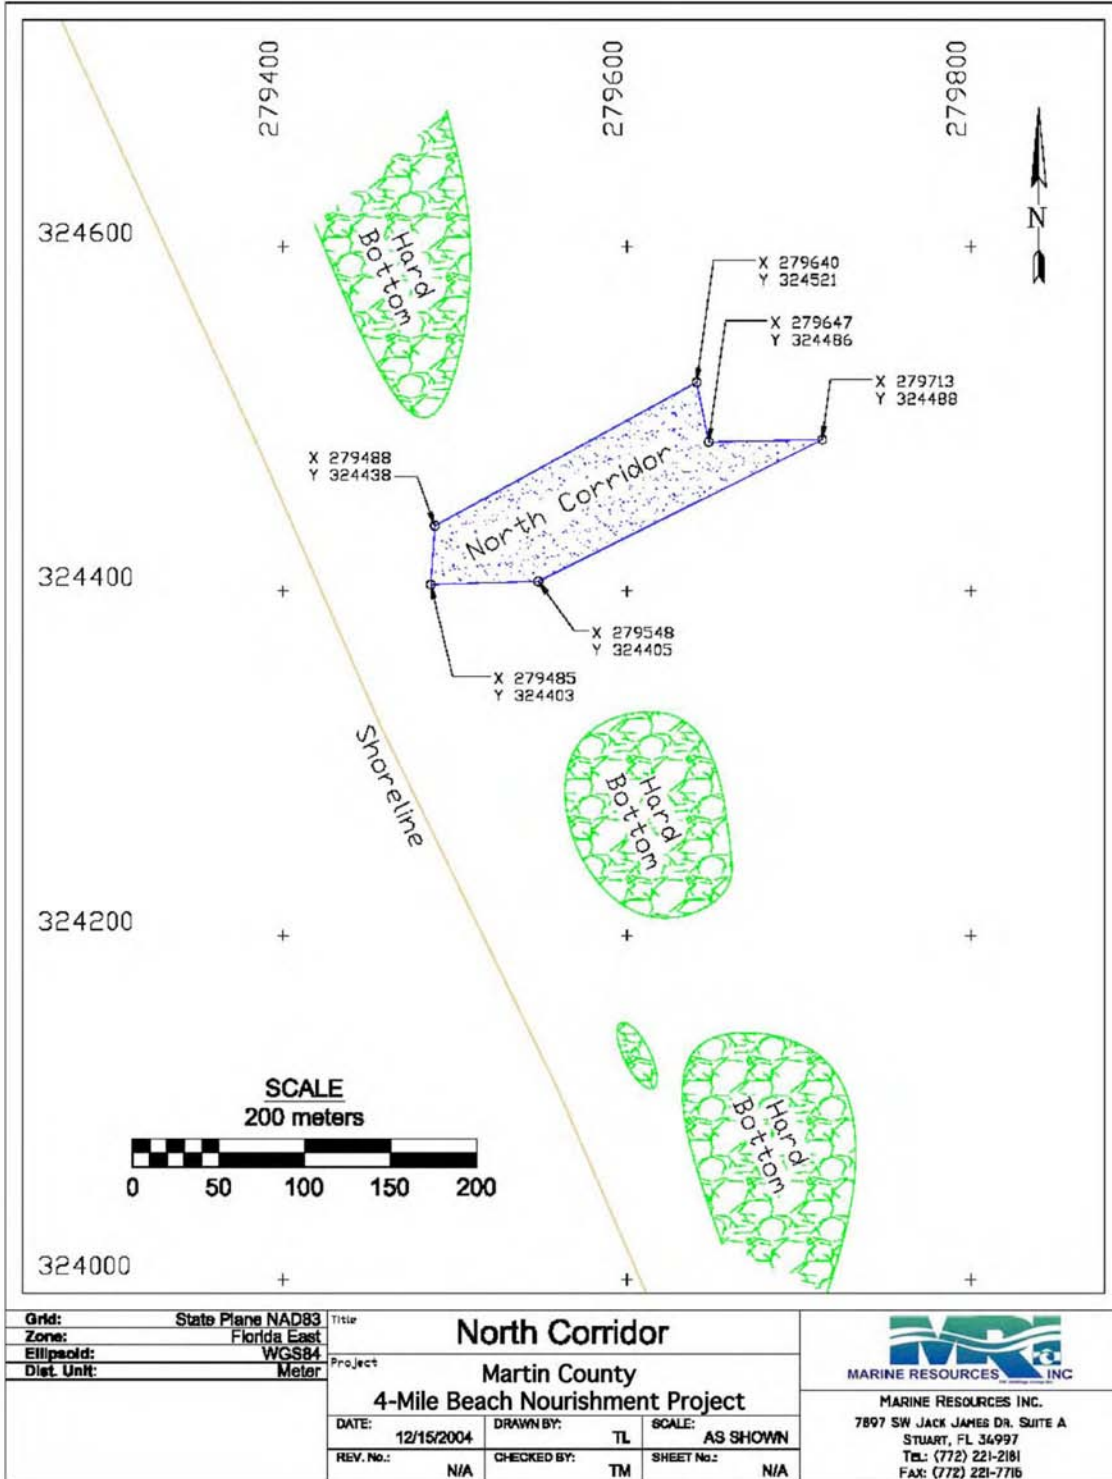 279400
279600
279800
324600
Hard
Bottom
N
X 279640
Y 324521
X 279647
Y 324486
X 279713
Y 324488
X 279488
Y 324438
North Corridor
324400
X 279548
Y 324405
X 279485
Y 324403
Shoreline
Hard
Bottom
324200
SCALE
200 meters
0 50 100 150 200
Hard
Bottom
324000
Grid: State Plane NAD83
Zone: Florida East
Ellipsoid: WGS84
Dist. Unit: Meter
Title
North Corridor
Project
Martin County
4-Mile Beach Nourishment Project
DATE: 12/15/2004
DRAWN BY: TL
SCALE: AS SHOWN
REV. No.: N/A
CHECKED BY: TM
SHEET No.: N/A
MRI
MARINE RESOURCES INC
MARINE RESOURCES INC.
7897 SW JACK JAMES DR. SUITE A
STUART, FL 34997
TEL: (772) 221-2181
FAX: (772) 221-7716